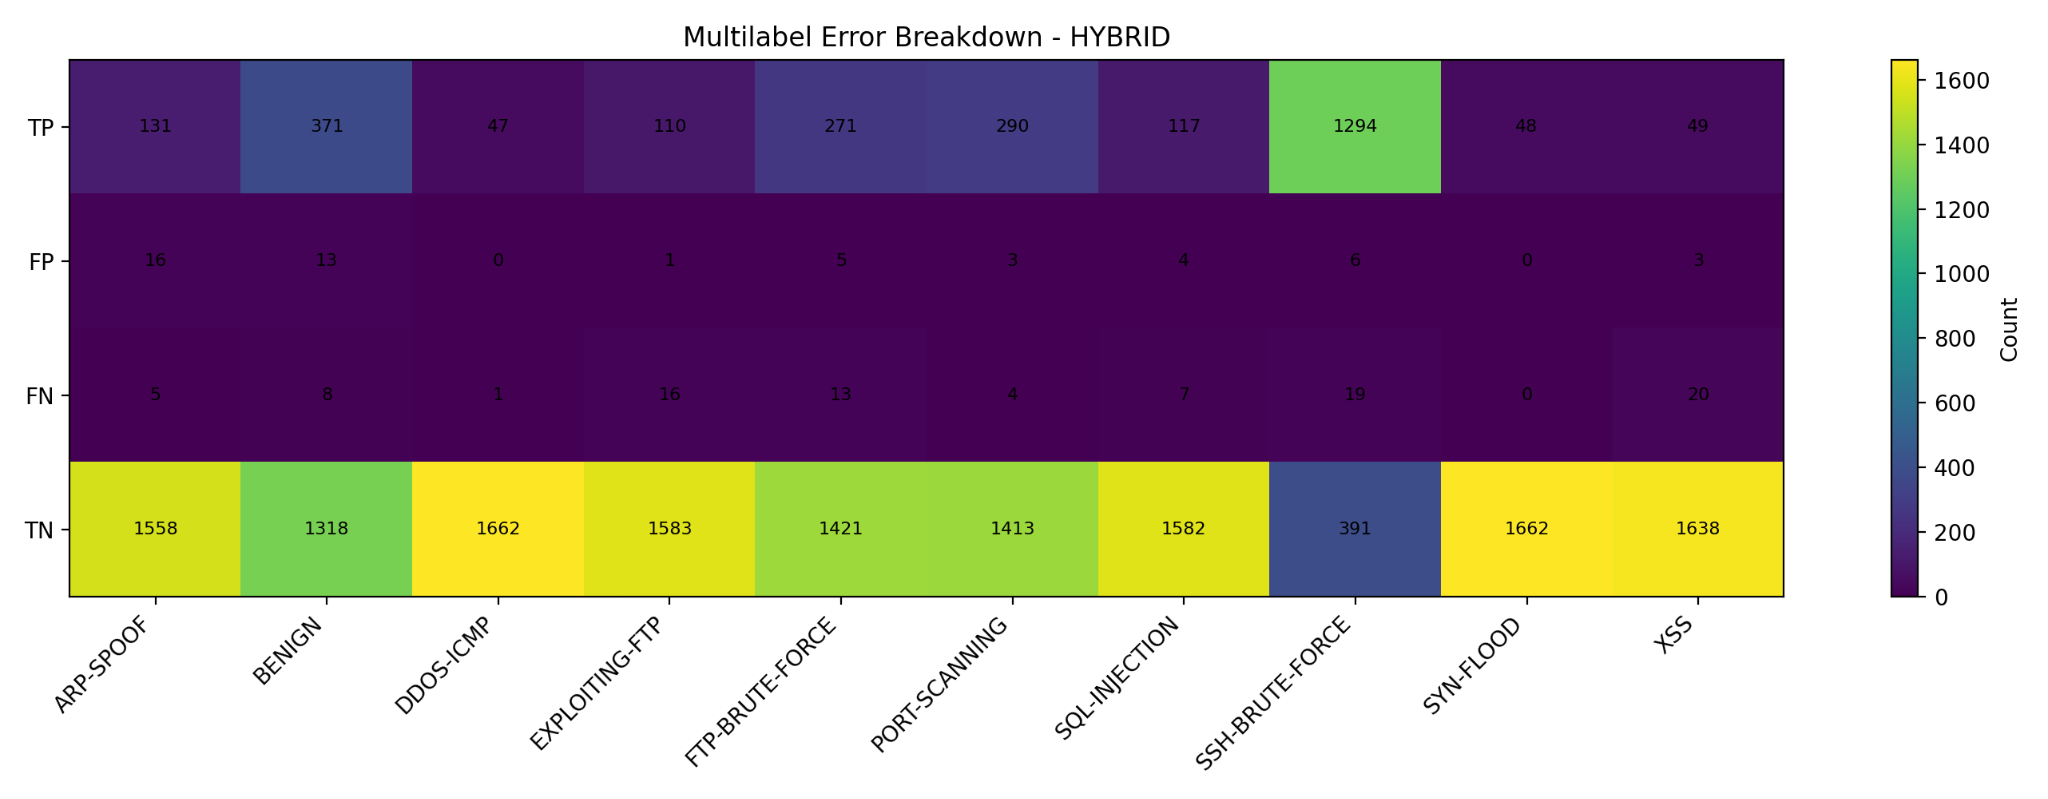 Multilabel Error Breakdown - HYBRID
TP 131 371 47 110 271 290 117 1294 48 49
FP 16 13 0 1 5 3 4 6 0 3
FN 5 8 1 16 13 4 7 19 0 20
TN 1558 1318 1662 1583 1421 1413 1582 391 1662 1638
ARP-SPOOF BENIGN DDOS-ICMP EXPLOITING-FTP FTP-BRUTE-FORCE PORT-SCANNING SQL-INJECTION SSH-BRUTE-FORCE SYN-FLOOD XSS
1600
1400
1200
1000
800
600
400
200
0
Count